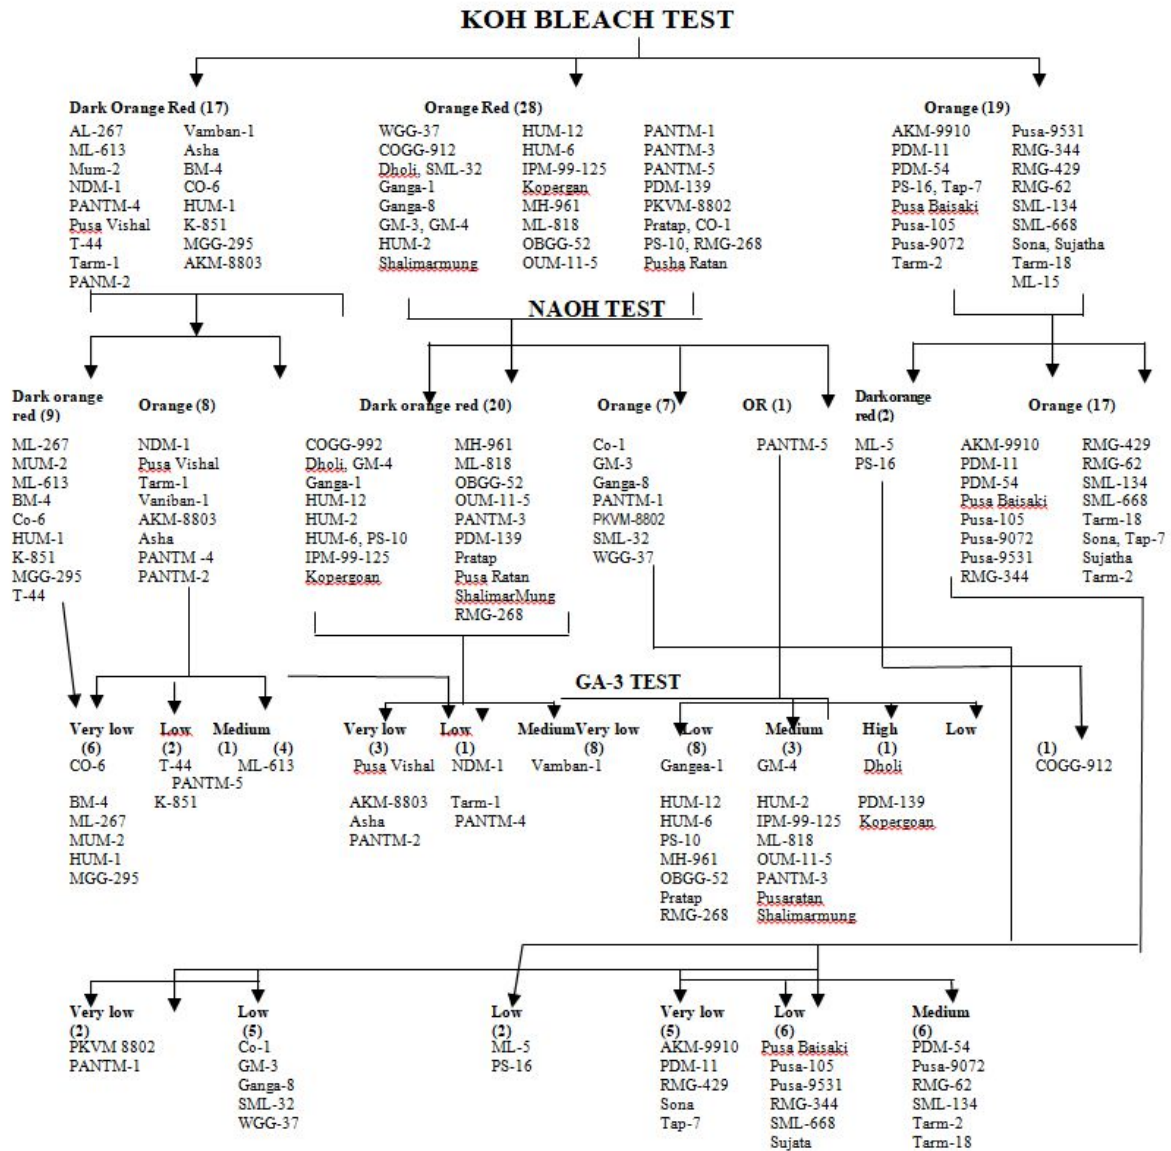 KOH BLEACH TEST
Dark Orange Red (17)
AL-267 Vamban-1
ML-613 Asha
Mum-2 BM-4
NDM-1 CO-6
PANTM-4 HUM-1
Pusa Vishal K-851
T-44 MGG-295
Tarm-1 AKM-8803
PANM-2
Orange Red (28)
WGG-37 HUM-12 PANTM-1
COGG-912 HUM-6 PANTM-3
Dholi, SML-32 IPM-99-125 PANTM-5
Ganga-1 Kopergan PDM-139
Ganga-8 MH-961 PKVM-8802
GM-3, GM-4 ML-818 Pratap, CO-1
HUM-2 OBGG-52 PS-10, RMG-268
Shalimarmung OUM-11-5 Pusha Ratan
Orange (19)
AKM-9910 Pusa-9531
PDM-11 RMG-344
PDM-54 RMG-429
PS-16, Tap-7 RMG-62
Pusa Baisaki SML-134
Pusa-105 SML-668
Pusa-9072 Sona, Sujatha
Tarm-2 Tarm-18
ML-15
NAOH TEST
Dark orange
red (9)
ML-267
MUM-2
ML-613
BM-4
Co-6
HUM-1
K-851
MGG-295
T-44
Orange (8)
NDM-1
Pusa Vishal
Tarm-1
Vaniban-1
AKM-8803
Asha
PANTM -4
PANTM-2
Dark orange red (20)
COGG-992 MH-961
Dholi, GM-4 ML-818
Ganga-1 OBGG-52
HUM-12 OUM-11-5
HUM-2 PANTM-3
HUM-6, PS-10 PDM-139
IPM-99-125 Pratap
Kopergoan Pusa Ratan
ShalimarMung
RMG-268
Orange (7)
Co-1
GM-3
Ganga-8
PANTM-1
PKVM-8802
SML-32
WGG-37
OR (1)
PANTM-5
Darkorange
red(2)
ML-5
PS-16
Orange (17)
AKM-9910 RMG-429
PDM-11 RMG-62
PDM-54 SML-134
Pusa Baisaki SML-668
Pusa-105 Tarm-18
Pusa-9072 Sona, Tap-7
Pusa-9531 Sujatha
RMG-344 Tarm-2
GA-3 TEST
Very low Low Medium
(6) (2) (1) (4)
CO-6 T-44 ML-613
PANTM-5
BM-4 K-851
ML-267
MUM-2
HUM-1
MGG-295
Very low Low MediumVery low
(3) (1) (8)
Pusa Vishal NDM-1 Vamban-1
AKM-8803 Tarm-1
Asha PANTM-4
PANTM-2
Low Medium High Low
(8) (3) (1) (1)
Gangea-1 GM-4 Dholi COGG-912
HUM-12 HUM-2 PDM-139
HUM-6 IPM-99-125 Kopergoan
PS-10 ML-818
MH-961 OUM-11-5
OBGG-52 PANTM-3
Pratap Pusaratan
RMG-268 Shalimarmung
Very low
(2)
PKVM 8802
PANTM-1
Low
(5)
Co-1
GM-3
Ganga-8
SML-32
WGG-37
Low
(2)
ML-5
PS-16
Very low
(5)
AKM-9910
PDM-11
RMG-429
Sona
Tap-7
Low
(6)
Pusa Baisaki
Pusa-105
Pusa-9531
RMG-344
SML-668
Sujata
Medium
(6)
PDM-54
Pusa-9072
RMG-62
SML-134
Tarm-2
Tarm-18